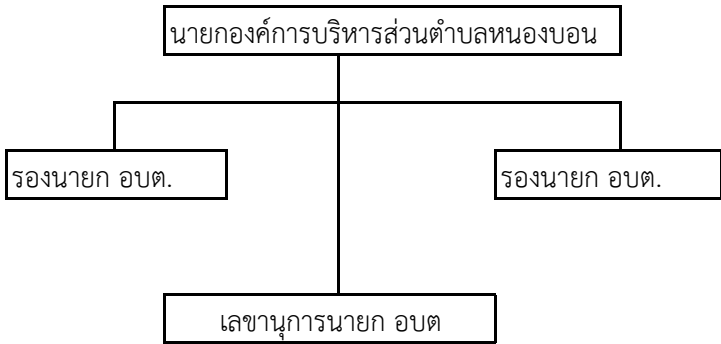 นายกองค์การบริหารส่วนตำบลหนองบอน
รองนายก อบต.
รองนายก อบต.
เลขานุการนายก อบต